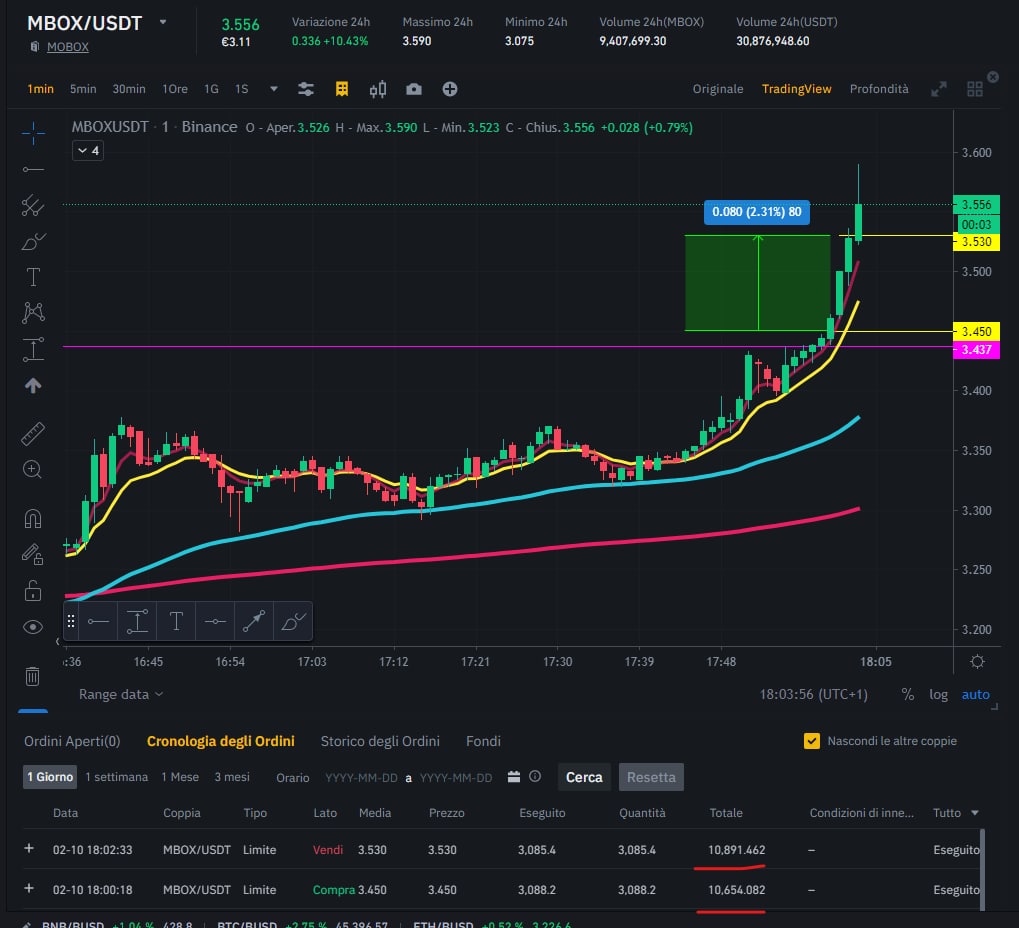 MBOX/USDT
MOBOX
3.556
€3.11
Variazione 24h
0.336 +10.43%
Massimo 24h
3.590
Minimo 24h
3.075
Volume 24h(MBOX)
9,407,699.30
Volume 24h(USDT)
30,876,948.60
1min 5min 30min 1Ore 1G 1S
Originale TradingView Profondità
MBOXUSDT · 1 · Binance O - Aper.3.526 H - Max.3.590 L - Min.3.523 C - Chius.3.556 +0.028 (+0.79%)
4
0.080 (2.31%) 80
3.600
3.556
00:03
3.530
3.500
3.450
3.437
3.400
3.350
3.300
3.250
3.200
:36 16:45 16:54 17:03 17:12 17:21 17:30 17:39 17:48 18:05
Range data 18:03:56 (UTC+1) % log auto
Ordini Aperti(0) Cronologia degli Ordini Storico degli Ordini Fondi Nascondi le altre coppie
1 Giorno 1 settimana 1 Mese 3 mesi Orario YYYY-MM-DD a YYYY-MM-DD Cerca Resetta
Data Coppia Tipo Lato Media Prezzo Eseguito Quantità Totale Condizioni di inne... Tutto
02-10 18:02:33 MBOX/USDT Limite Vendi 3.530 3.530 3,085.4 3,085.4 10,891.462 – Eseguito
02-10 18:00:18 MBOX/USDT Limite Compra 3.450 3.450 3,088.2 3,088.2 10,654.082 – Eseguito
BNB/BUSD +1.04 % 428.8 BTC/BUSD +2.75 % 45,396.57 ETH/BUSD +0.52 % 3,226.6